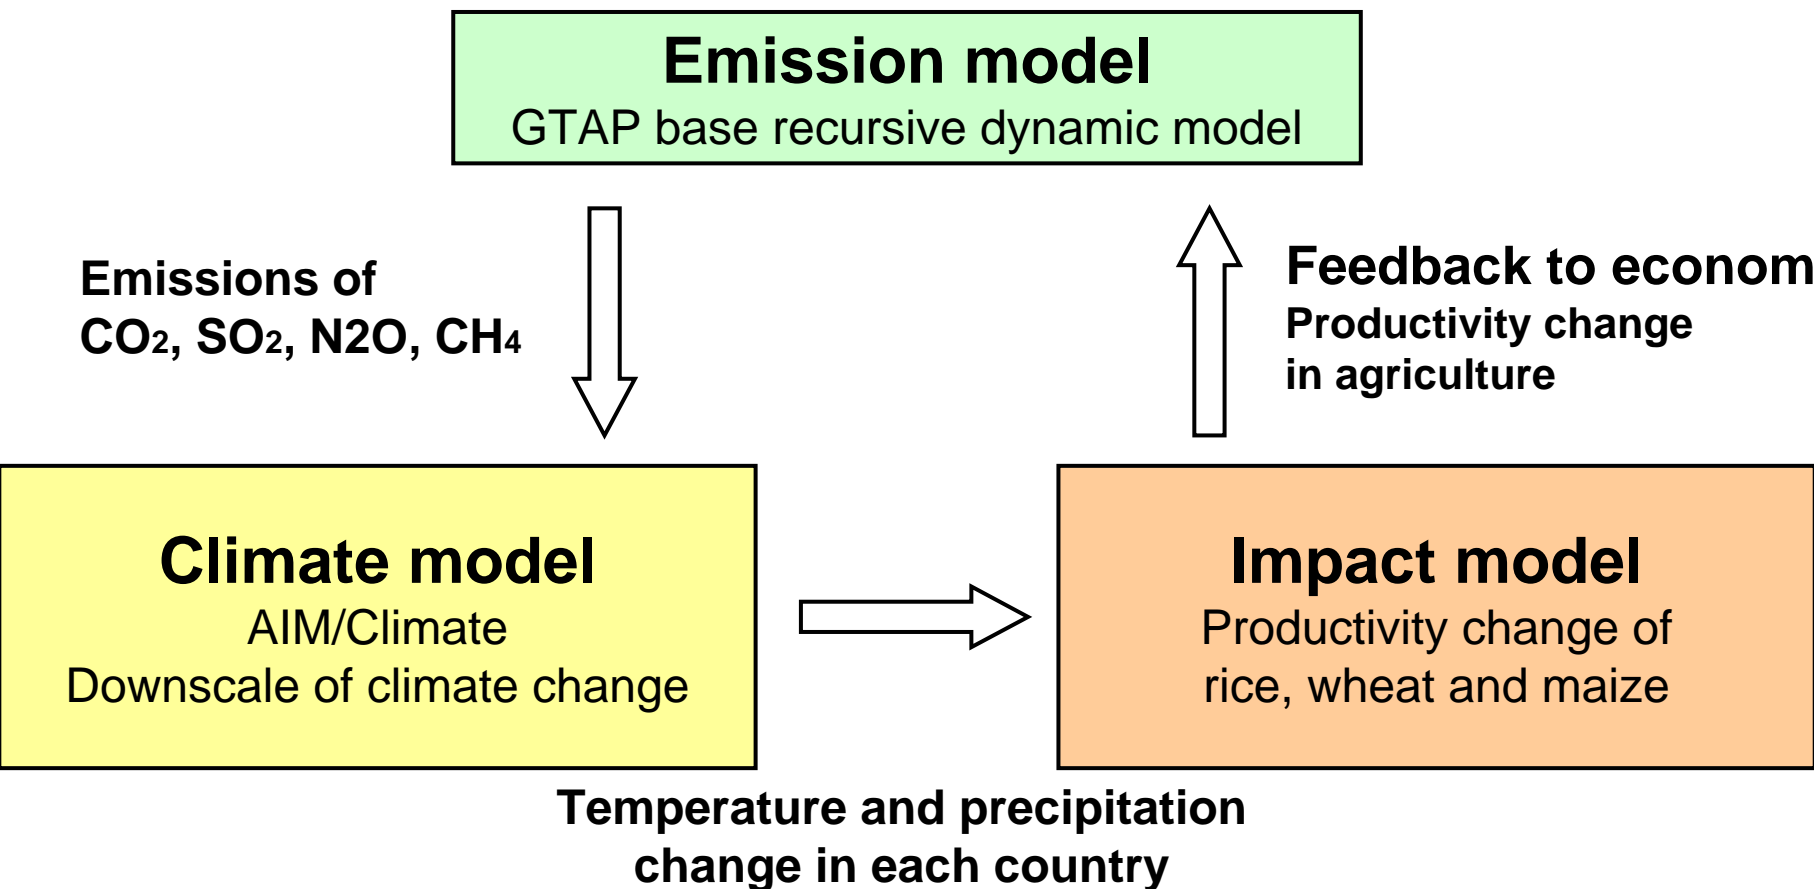 Emission model
GTAP base recursive dynamic model
Emissions of
CO₂, SO₂, N2O, CH₄
Feedback to econom
Productivity change
in agriculture
Climate model
AIM/Climate
Downscale of climate change
Impact model
Productivity change of
rice, wheat and maize
Temperature and precipitation
change in each country